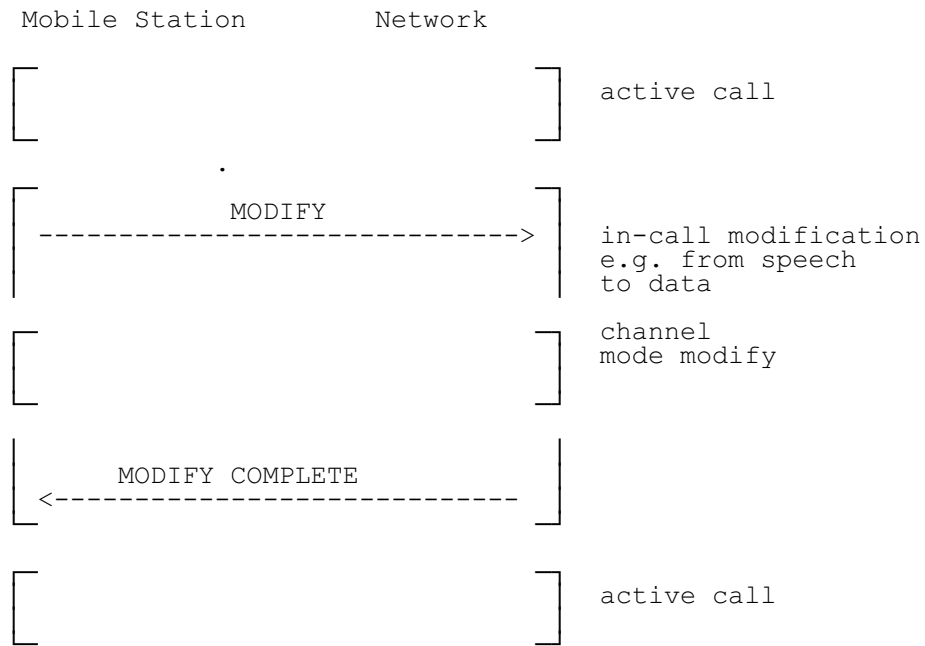 Mobile Station Network
active call
.
MODIFY
------------------------------> in-call modification
e.g. from speech
to data
channel
mode modify
MODIFY COMPLETE
<-----------------------------
active call